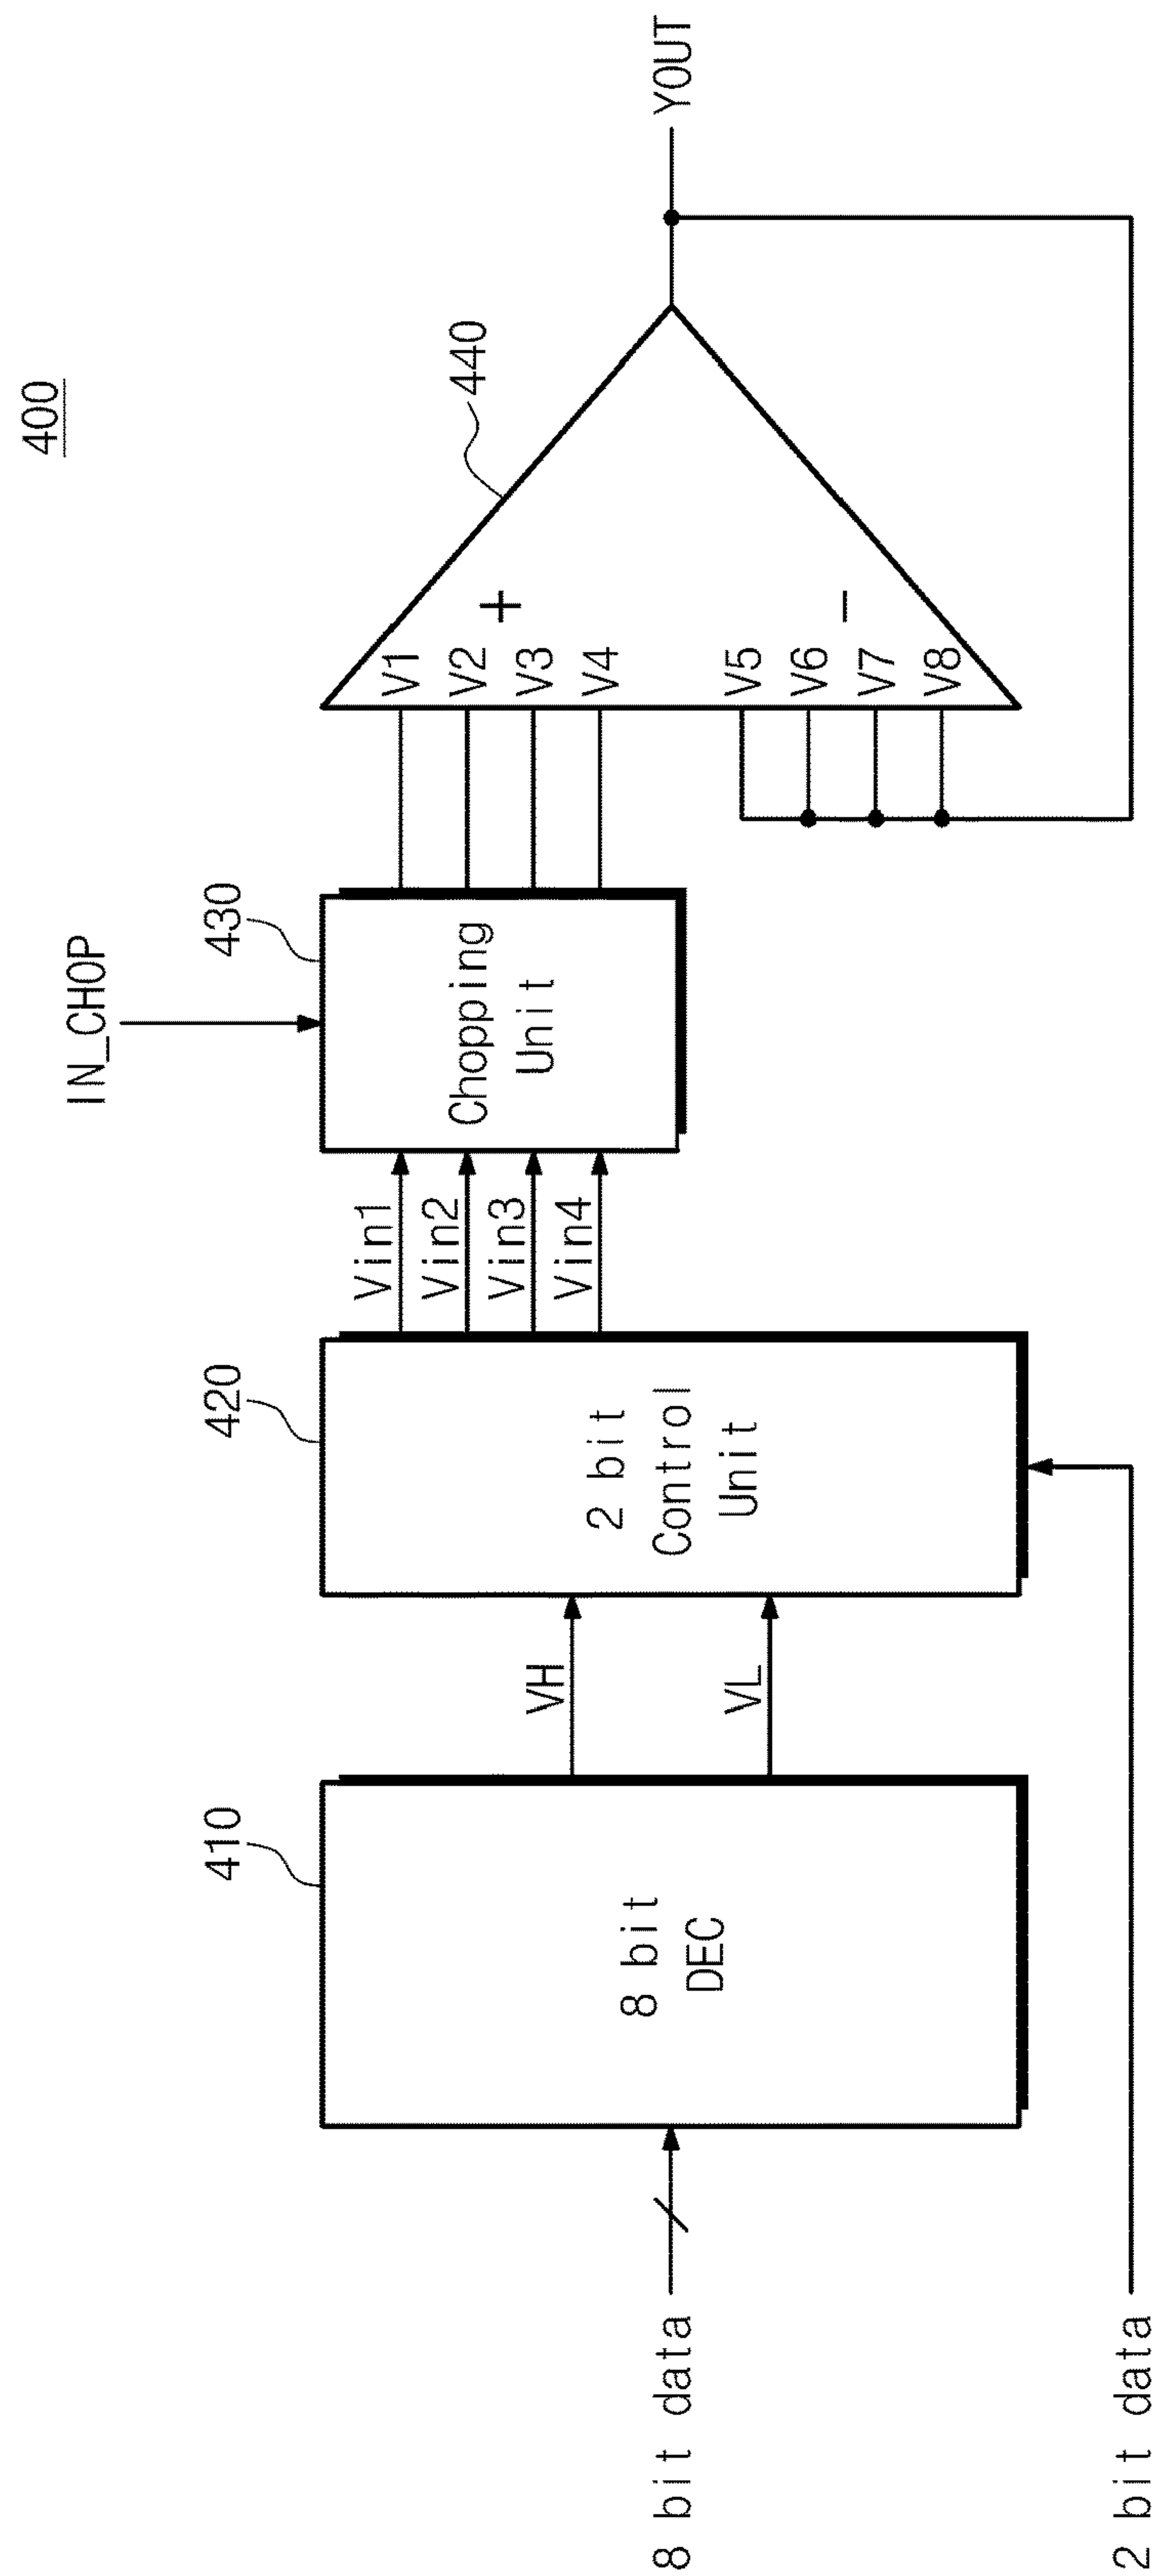 400
8 bit data
2 bit data
410
8 bit
DEC
VH
VL
420
2 bit
Control
Unit
Vin1
Vin2
Vin3
Vin4
IN_CHOP
430
Chopping
Unit
440
V1
V2
V3
V4
+
V5
V6
V7
V8
−
YOUT